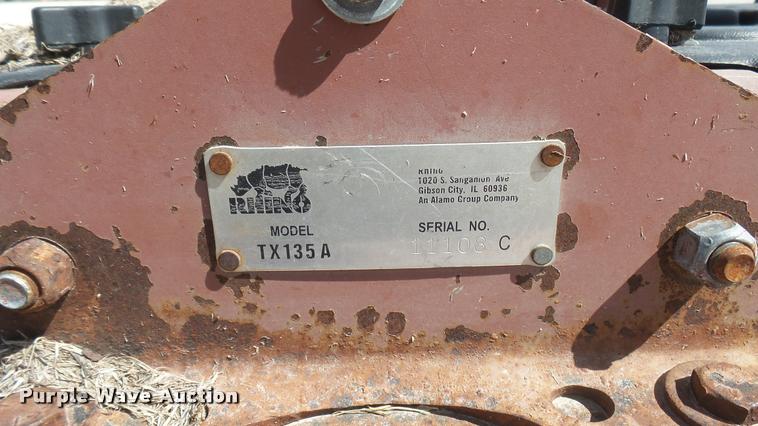 RHINO
1020 S. Sangamon Ave
Gibson City, IL 60936
An Alamo Group Company
RHINO
MODEL
TX135A
SERIAL NO.
11108 C
Purple Wave Auction